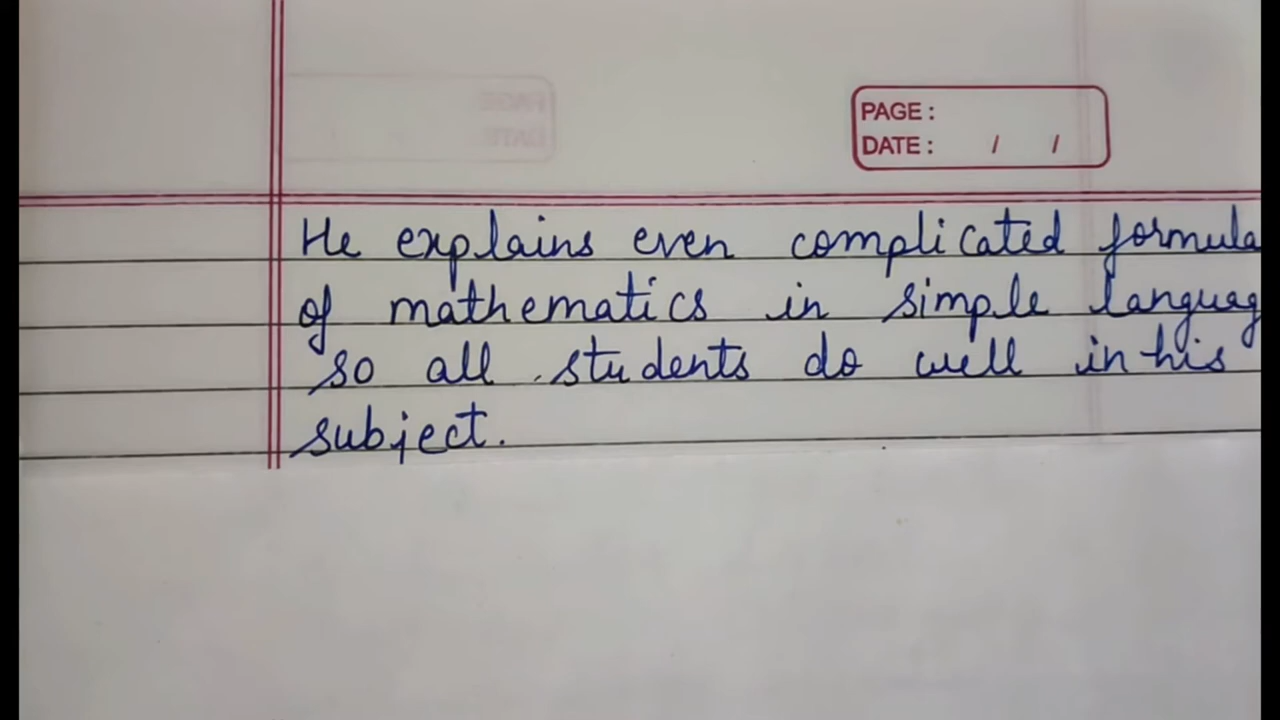 PAGE :
DATE : / /
He explains even complicated formula
of mathematics in simple languag
so all students do well in his
subject.